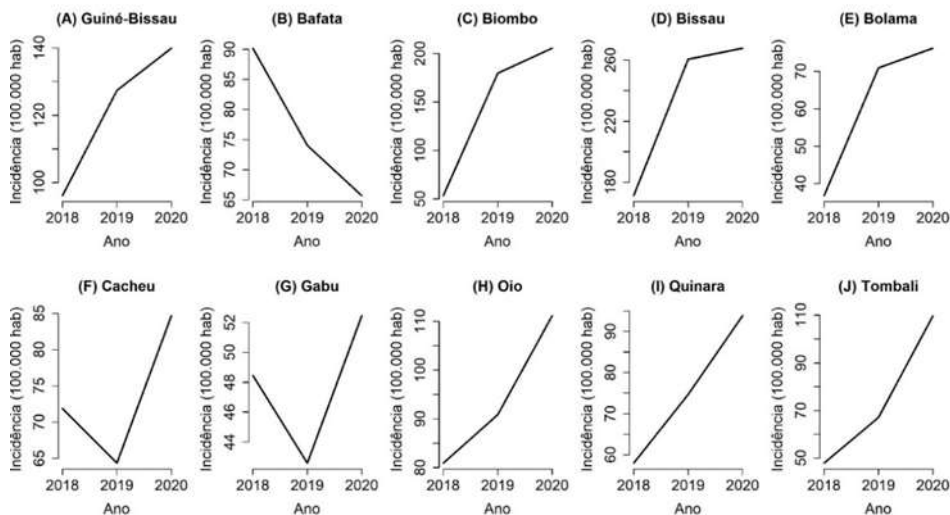 (A) Guiné-Bissau
Incidência (100.000 hab)
140
120
100
2018 2019 2020
Ano
(B) Bafata
Incidência (100.000 hab)
90
85
80
75
70
65
2018 2019 2020
Ano
(C) Biombo
Incidência (100.000 hab)
200
150
100
50
2018 2019 2020
Ano
(D) Bissau
Incidência (100.000 hab)
260
220
180
2018 2019 2020
Ano
(E) Bolama
Incidência (100.000 hab)
70
60
50
40
2018 2019 2020
Ano
(F) Cacheu
Incidência (100.000 hab)
85
80
75
70
65
2018 2019 2020
Ano
(G) Gabu
Incidência (100.000 hab)
52
50
48
46
44
2018 2019 2020
Ano
(H) Oio
Incidência (100.000 hab)
110
100
90
80
2018 2019 2020
Ano
(I) Quinara
Incidência (100.000 hab)
90
80
70
60
2018 2019 2020
Ano
(J) Tombali
Incidência (100.000 hab)
110
90
70
50
2018 2019 2020
Ano